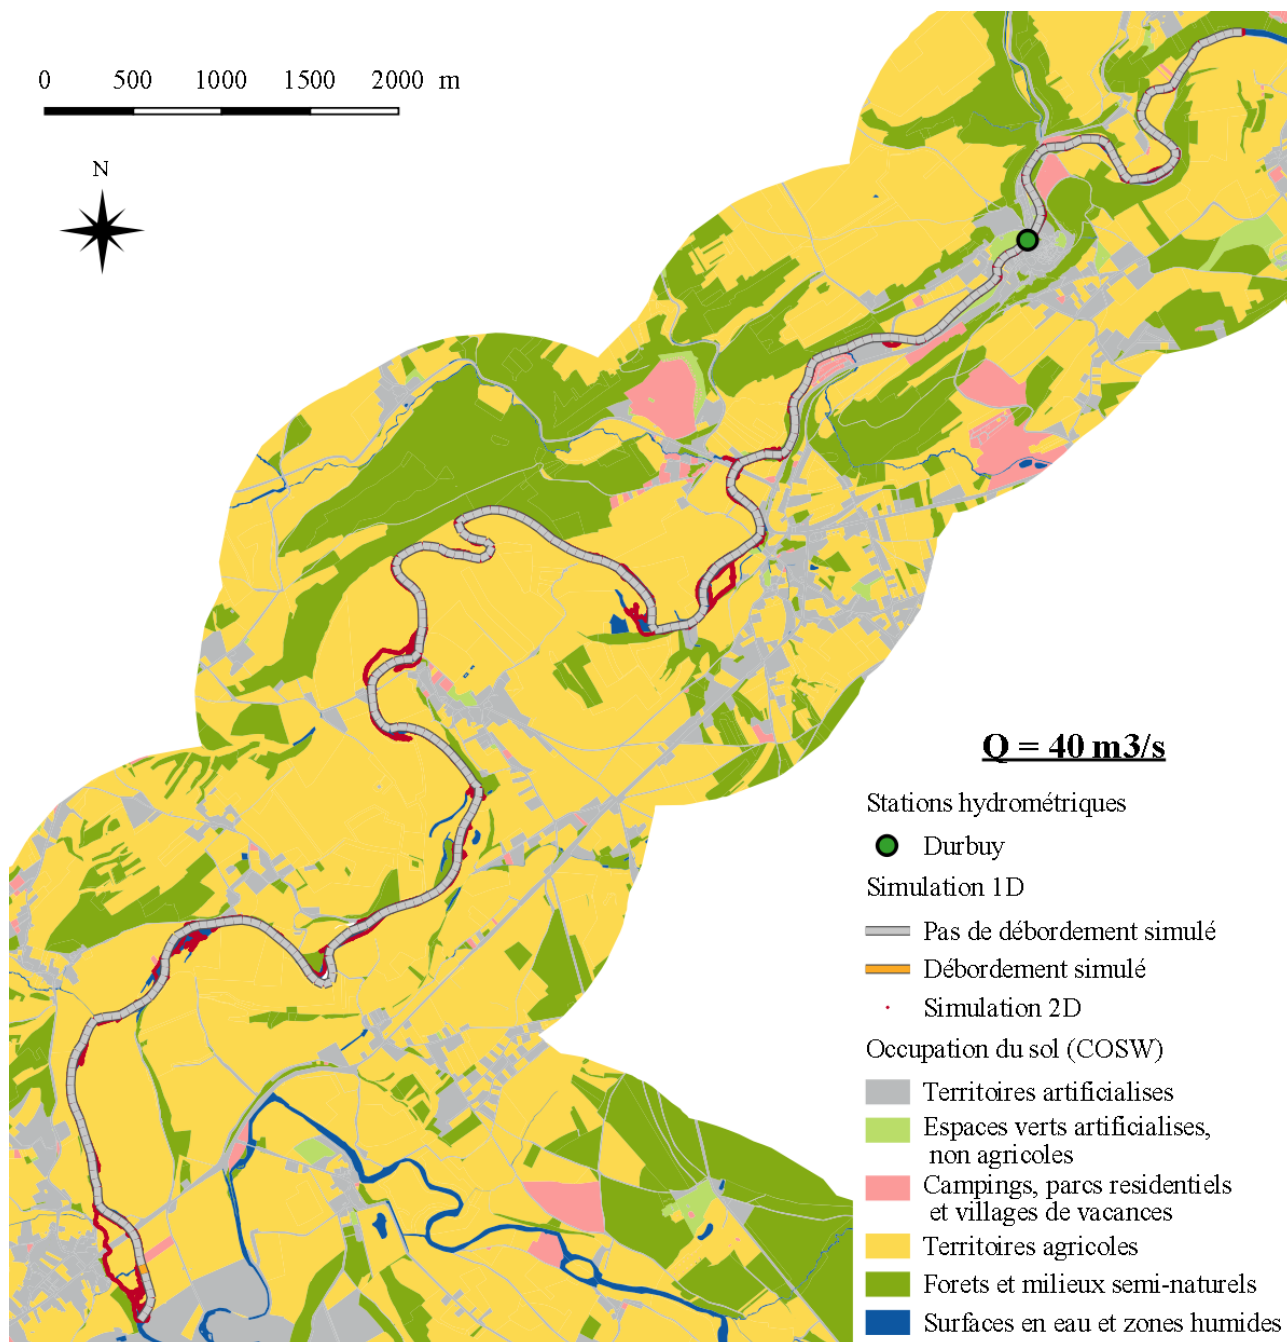 0 500 1000 1500 2000 m
N
Q = 40 m3/s
Stations hydrométriques
Durbuy
Simulation 1D
Pas de débordement simulé
Débordement simulé
Simulation 2D
Occupation du sol (COSW)
Territoires artificialises
Espaces verts artificialises,
non agricoles
Campings, parcs residentiels
et villages de vacances
Territoires agricoles
Forets et milieux semi-naturels
Surfaces en eau et zones humides